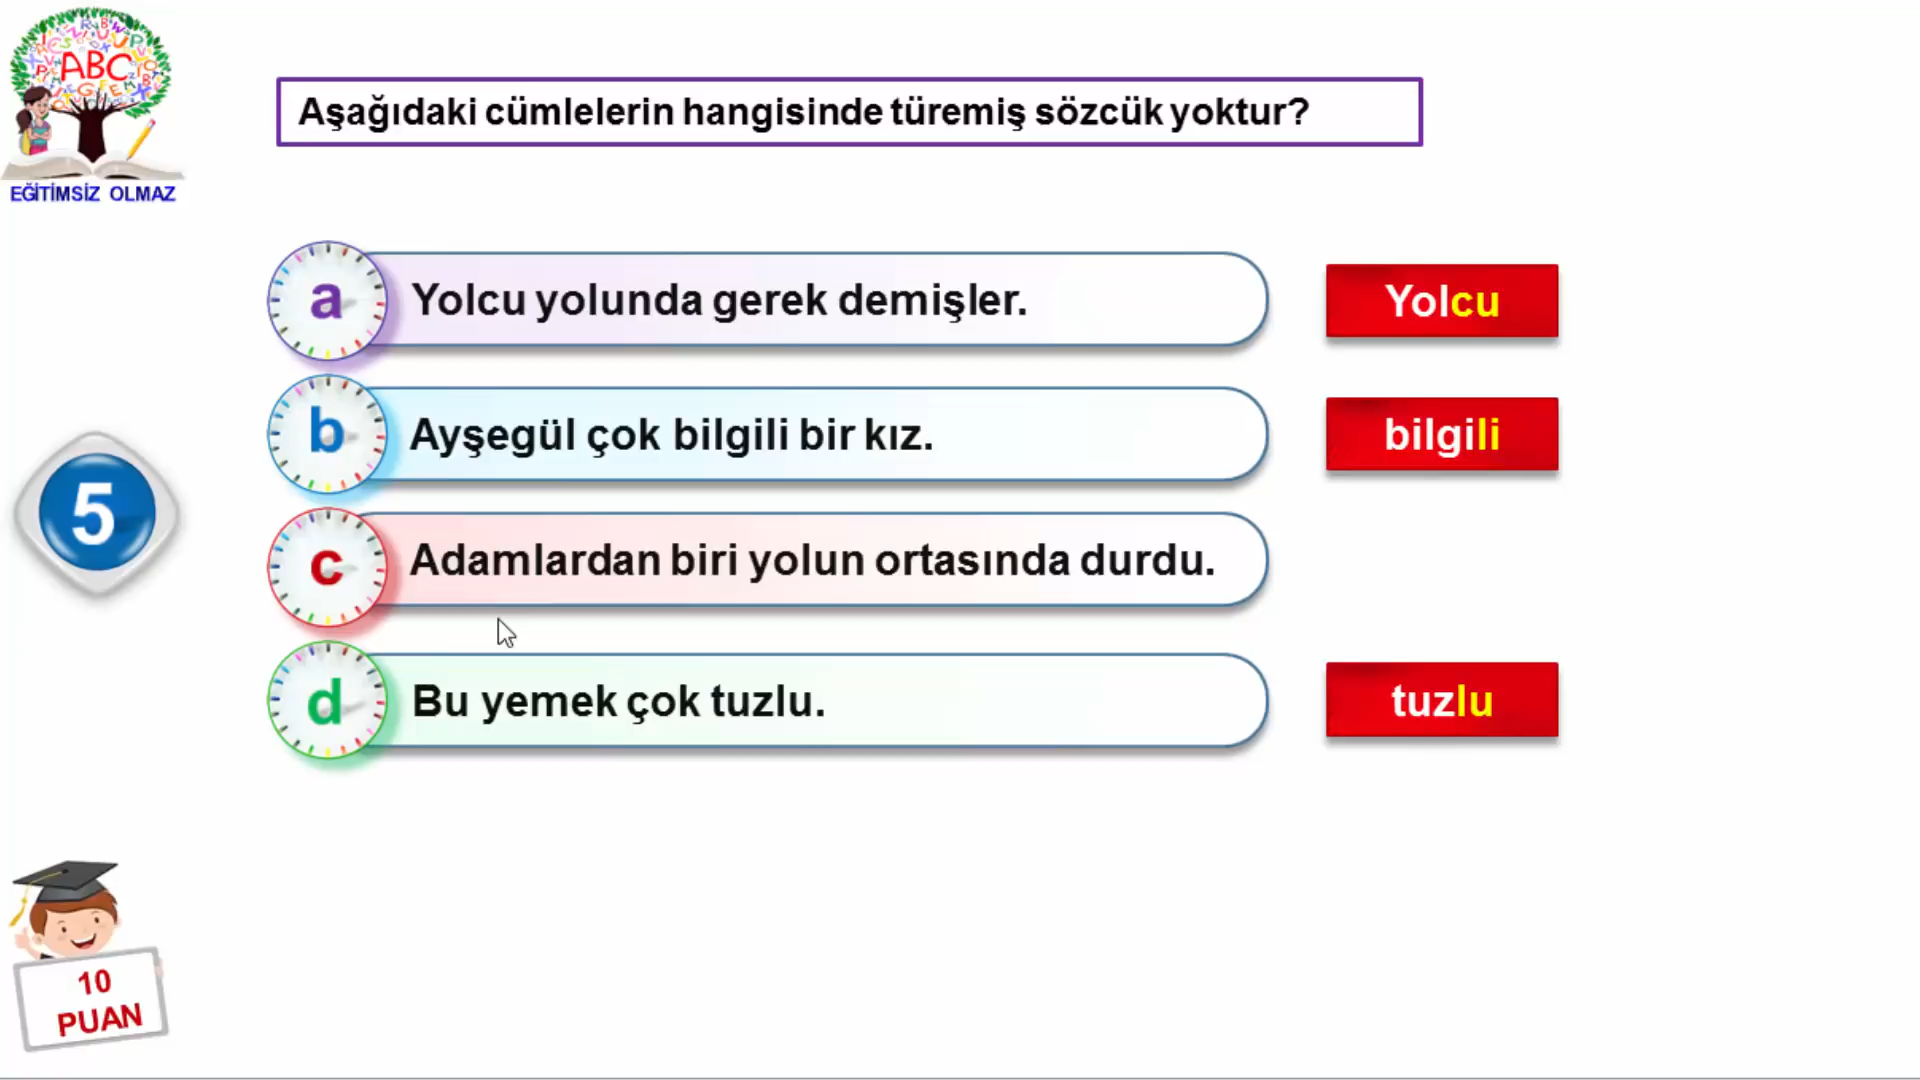 ABC
EĞİTİMSİZ OLMAZ
Aşağıdaki cümlelerin hangisinde türemiş sözcük yoktur?
a Yolcu yolunda gerek demişler.
Yolcu
b Ayşegül çok bilgili bir kız.
bilgili
5
c Adamlardan biri yolun ortasında durdu.
d Bu yemek çok tuzlu.
tuzlu
10
PUAN